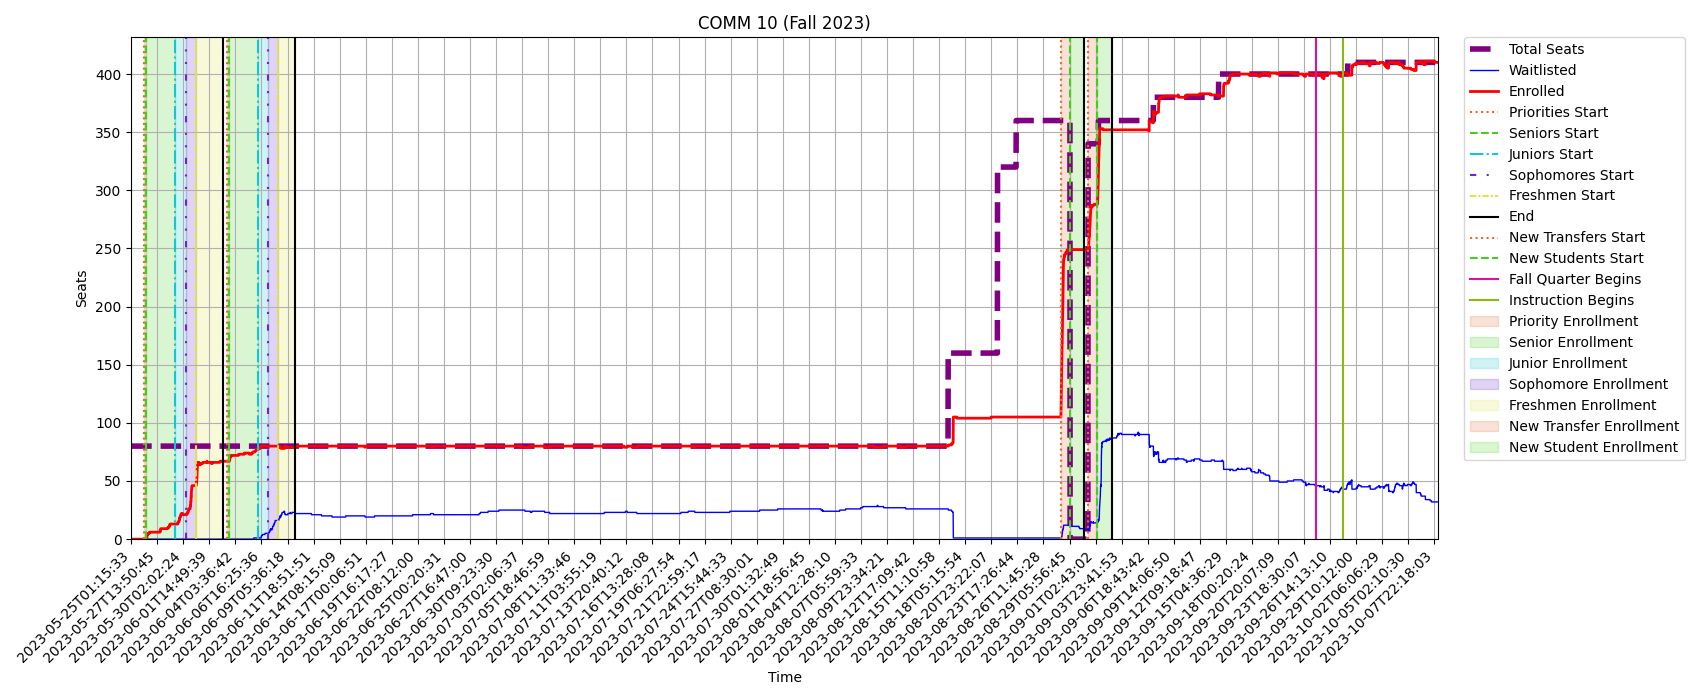 COMM 10 (Fall 2023)
Seats
400
350
300
250
200
150
100
50
0
2023-05-25T01:15:33
2023-05-27T13:50:45
2023-05-30T02:02:24
2023-06-01T14:49:39
2023-06-04T03:36:42
2023-06-06T16:25:36
2023-06-09T05:36:18
2023-06-11T18:51:51
2023-06-14T08:15:09
2023-06-17T00:06:51
2023-06-19T16:17:27
2023-06-22T08:12:00
2023-06-25T00:20:31
2023-06-27T16:47:00
2023-06-30T09:23:30
2023-07-03T02:06:37
2023-07-05T18:46:59
2023-07-08T11:33:46
2023-07-11T03:55:19
2023-07-13T20:40:12
2023-07-16T13:28:08
2023-07-19T06:27:54
2023-07-21T22:59:17
2023-07-24T15:44:33
2023-07-27T08:30:01
2023-07-30T01:32:49
2023-08-01T18:56:45
2023-08-04T12:28:10
2023-08-07T05:59:33
2023-08-09T23:34:21
2023-08-12T17:09:42
2023-08-15T11:10:58
2023-08-18T05:15:54
2023-08-20T23:22:07
2023-08-23T17:26:44
2023-08-26T11:45:28
2023-08-29T05:56:45
2023-09-01T02:43:02
2023-09-03T23:41:53
2023-09-06T18:43:42
2023-09-09T14:06:50
2023-09-12T09:18:47
2023-09-15T04:36:29
2023-09-18T00:20:24
2023-09-20T20:07:09
2023-09-23T18:30:07
2023-09-26T14:13:10
2023-09-29T10:12:00
2023-10-02T06:06:29
2023-10-05T02:10:30
2023-10-07T22:18:03
Time
Total Seats
Waitlisted
Enrolled
Priorities Start
Seniors Start
Juniors Start
Sophomores Start
Freshmen Start
End
New Transfers Start
New Students Start
Fall Quarter Begins
Instruction Begins
Priority Enrollment
Senior Enrollment
Junior Enrollment
Sophomore Enrollment
Freshmen Enrollment
New Transfer Enrollment
New Student Enrollment